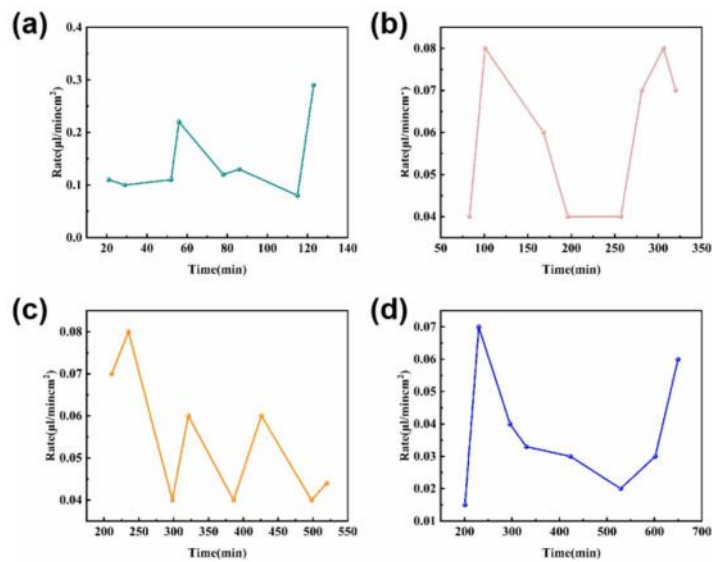 (a)
0.4
0.3
0.2
0.1
0.0
Rate(μl/mincm²)
20 40 60 80 100 120 140
Time(min)
(b)
0.08
0.07
0.06
0.05
0.04
Rate(μl/mincm²)
50 100 150 200 250 300 350
Time(min)
(c)
0.08
0.07
0.06
0.05
0.04
Rate(μl/mincm²)
200 250 300 350 400 450 500 550
Time(min)
(d)
0.07
0.06
0.05
0.04
0.03
0.02
0.01
Rate(μl/mincm²)
200 300 400 500 600 700
Time(min)